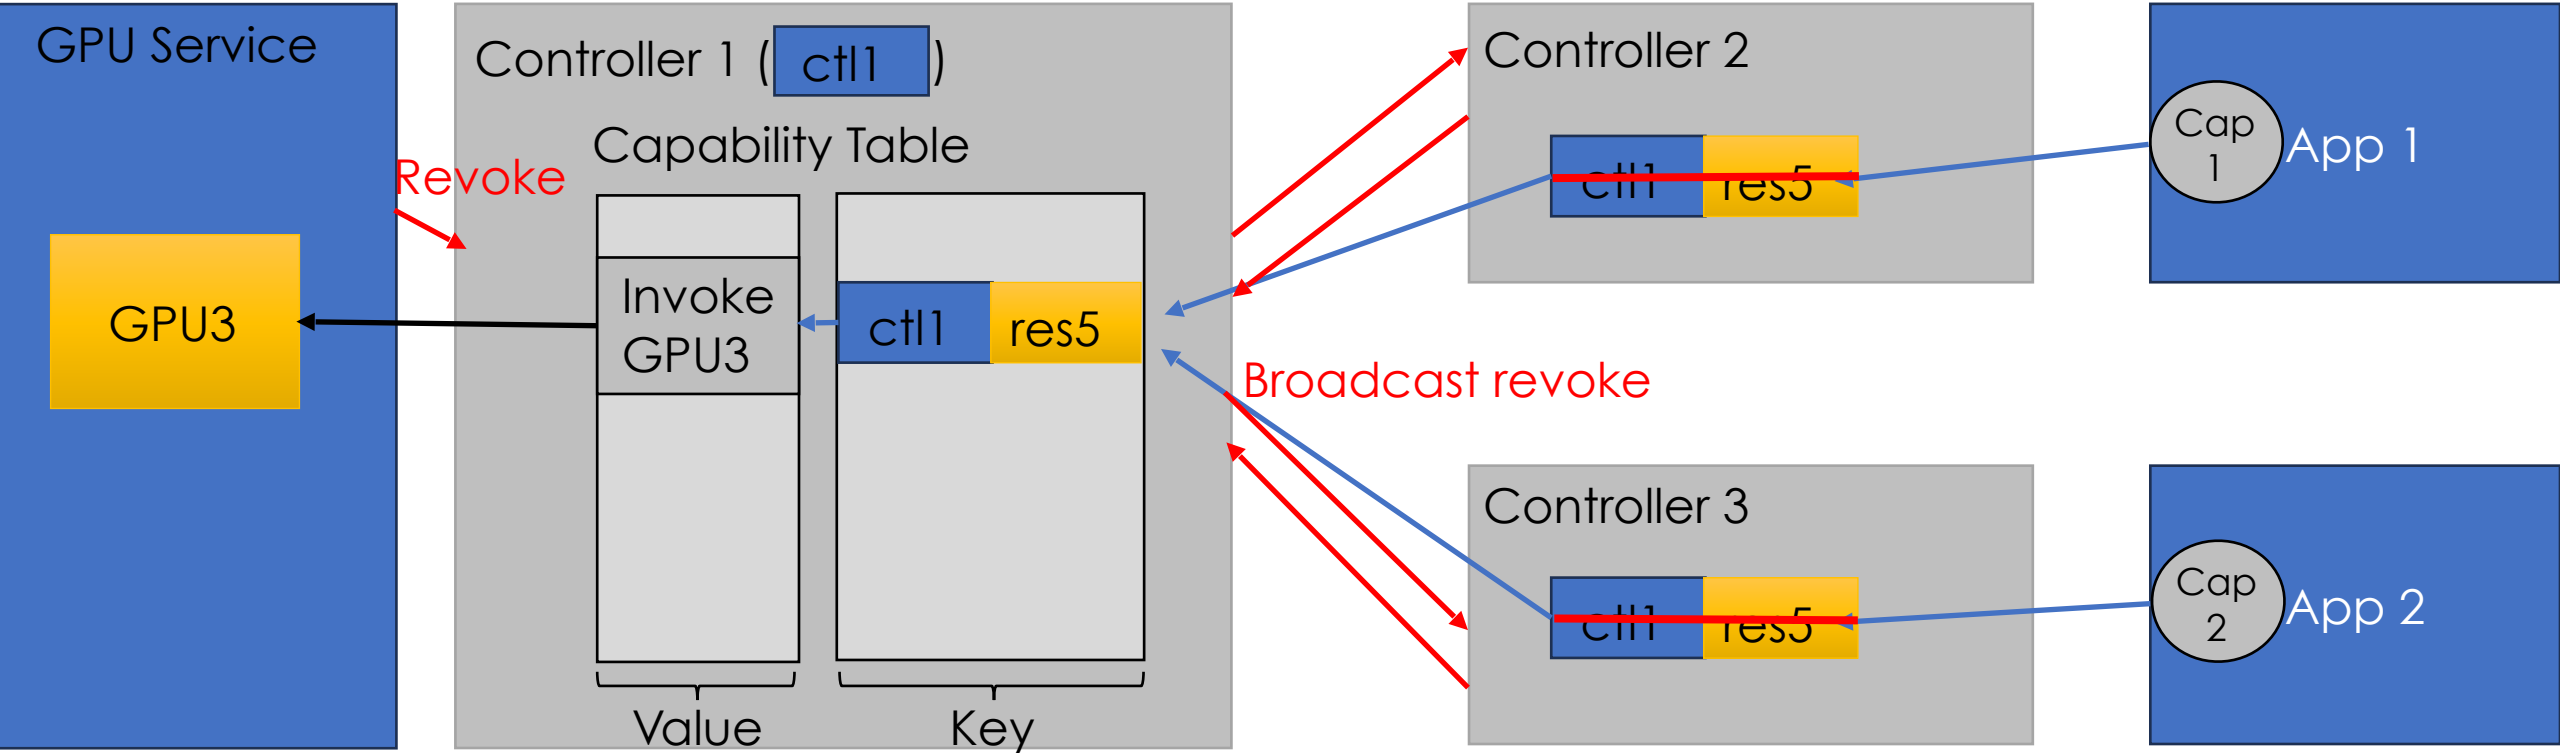 GPU Service
GPU3
Revoke
Controller 1 ( ctl1 )
Capability Table
Invoke
GPU3
ctl1 res5
Value
Key
Broadcast revoke
Controller 2
ctl1 res5
Cap
1
App 1
Controller 3
ctl1 res5
Cap
2
App 2